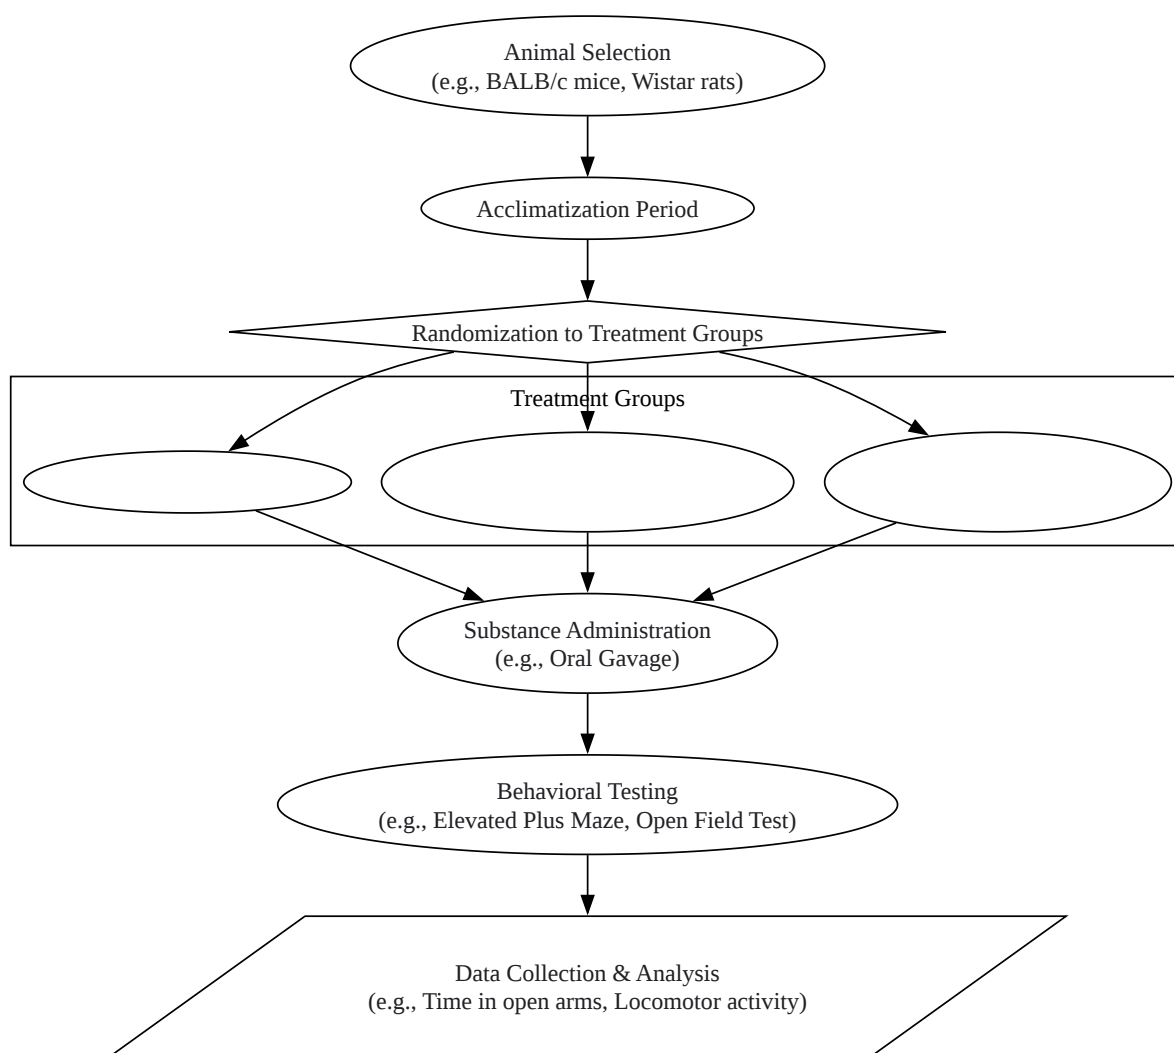 Animal Selection
(e.g., BALB/c mice, Wistar rats)
Acclimatization Period
Randomization to Treatment Groups
Treatment Groups
Substance Administration
(e.g., Oral Gavage)
Behavioral Testing
(e.g., Elevated Plus Maze, Open Field Test)
Data Collection & Analysis
(e.g., Time in open arms, Locomotor activity)